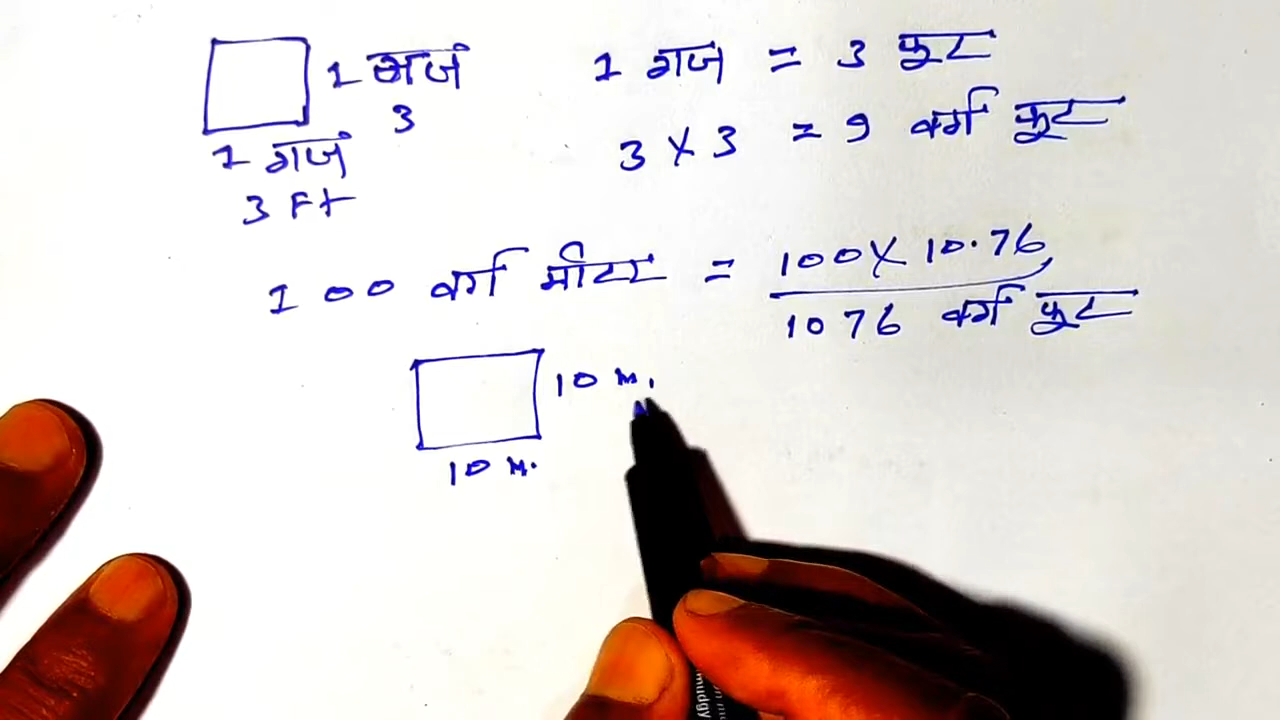 1 गज 1 गज = 3 फूट
3
1 गज 3 X 3 = 9 वर्ग फूट
3 Ft
100 वर्ग मीटर = 100 X 10.76
1076 वर्ग फूट
10 м.
10 м.